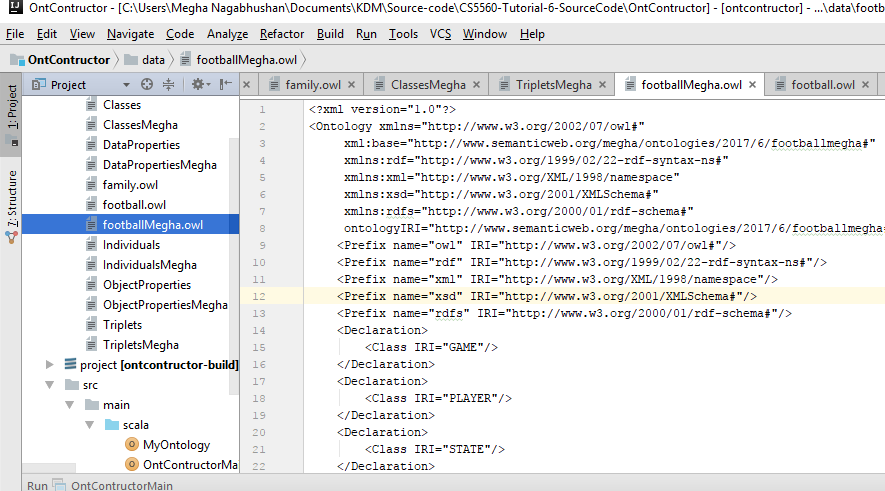 OntContructor - [C:\Users\Megha Nagabhushan\Documents\KDM\Source-code\CS5560-Tutorial-6-SourceCode\OntContructor] - [ontcontructor] - ...\data\footb
File Edit View Navigate Code Analyze Refactor Build Run Tools VCS Window Help
OntContructor data footballMegha.owl
Project
family.owl ClassesMegha TripletsMegha footballMegha.owl football.owl
1: Project
7: Structure
Classes
ClassesMegha
DataProperties
DataPropertiesMegha
family.owl
football.owl
footballMegha.owl
Individuals
IndividualsMegha
ObjectProperties
ObjectPropertiesMegha
Triplets
TripletsMegha
project [ontcontructor-build]
src
main
scala
MyOntology
OntContructorMai
1 <?xml version="1.0"?>
2 <Ontology xmlns="http://www.w3.org/2002/07/owl#"
3 xml:base="http://www.semanticweb.org/megha/ontologies/2017/6/footballmegha#"
4 xmlns:rdf="http://www.w3.org/1999/02/22-rdf-syntax-ns#"
5 xmlns:xml="http://www.w3.org/XML/1998/namespace"
6 xmlns:xsd="http://www.w3.org/2001/XMLSchema#"
7 xmlns:rdfs="http://www.w3.org/2000/01/rdf-schema#"
8 ontologyIRI="http://www.semanticweb.org/megha/ontologies/2017/6/footballmegha
9 <Prefix name="owl" IRI="http://www.w3.org/2002/07/owl#"/>
10 <Prefix name="rdf" IRI="http://www.w3.org/1999/02/22-rdf-syntax-ns#"/>
11 <Prefix name="xml" IRI="http://www.w3.org/XML/1998/namespace"/>
12 <Prefix name="xsd" IRI="http://www.w3.org/2001/XMLSchema#"/>
13 <Prefix name="rdfs" IRI="http://www.w3.org/2000/01/rdf-schema#"/>
14 <Declaration>
15 <Class IRI="GAME"/>
16 </Declaration>
17 <Declaration>
18 <Class IRI="PLAYER"/>
19 </Declaration>
20 <Declaration>
21 <Class IRI="STATE"/>
22 </Declaration>
Run OntContructorMain